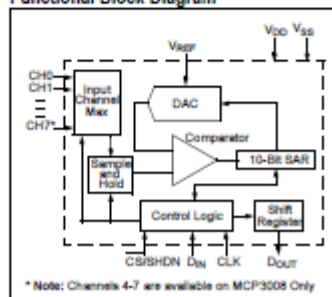 Functional Block Diagram
VREF
VDD VSS
CH0
CH1
CH7*
Input
Channel
Max
DAC
Comparator
Sample
and
Hold
10-Bit SAR
Control Logic
Shift
Register
CS/SHDN DIN CLK DOUT
* Note: Channels 4-7 are available on MCP3008 Only